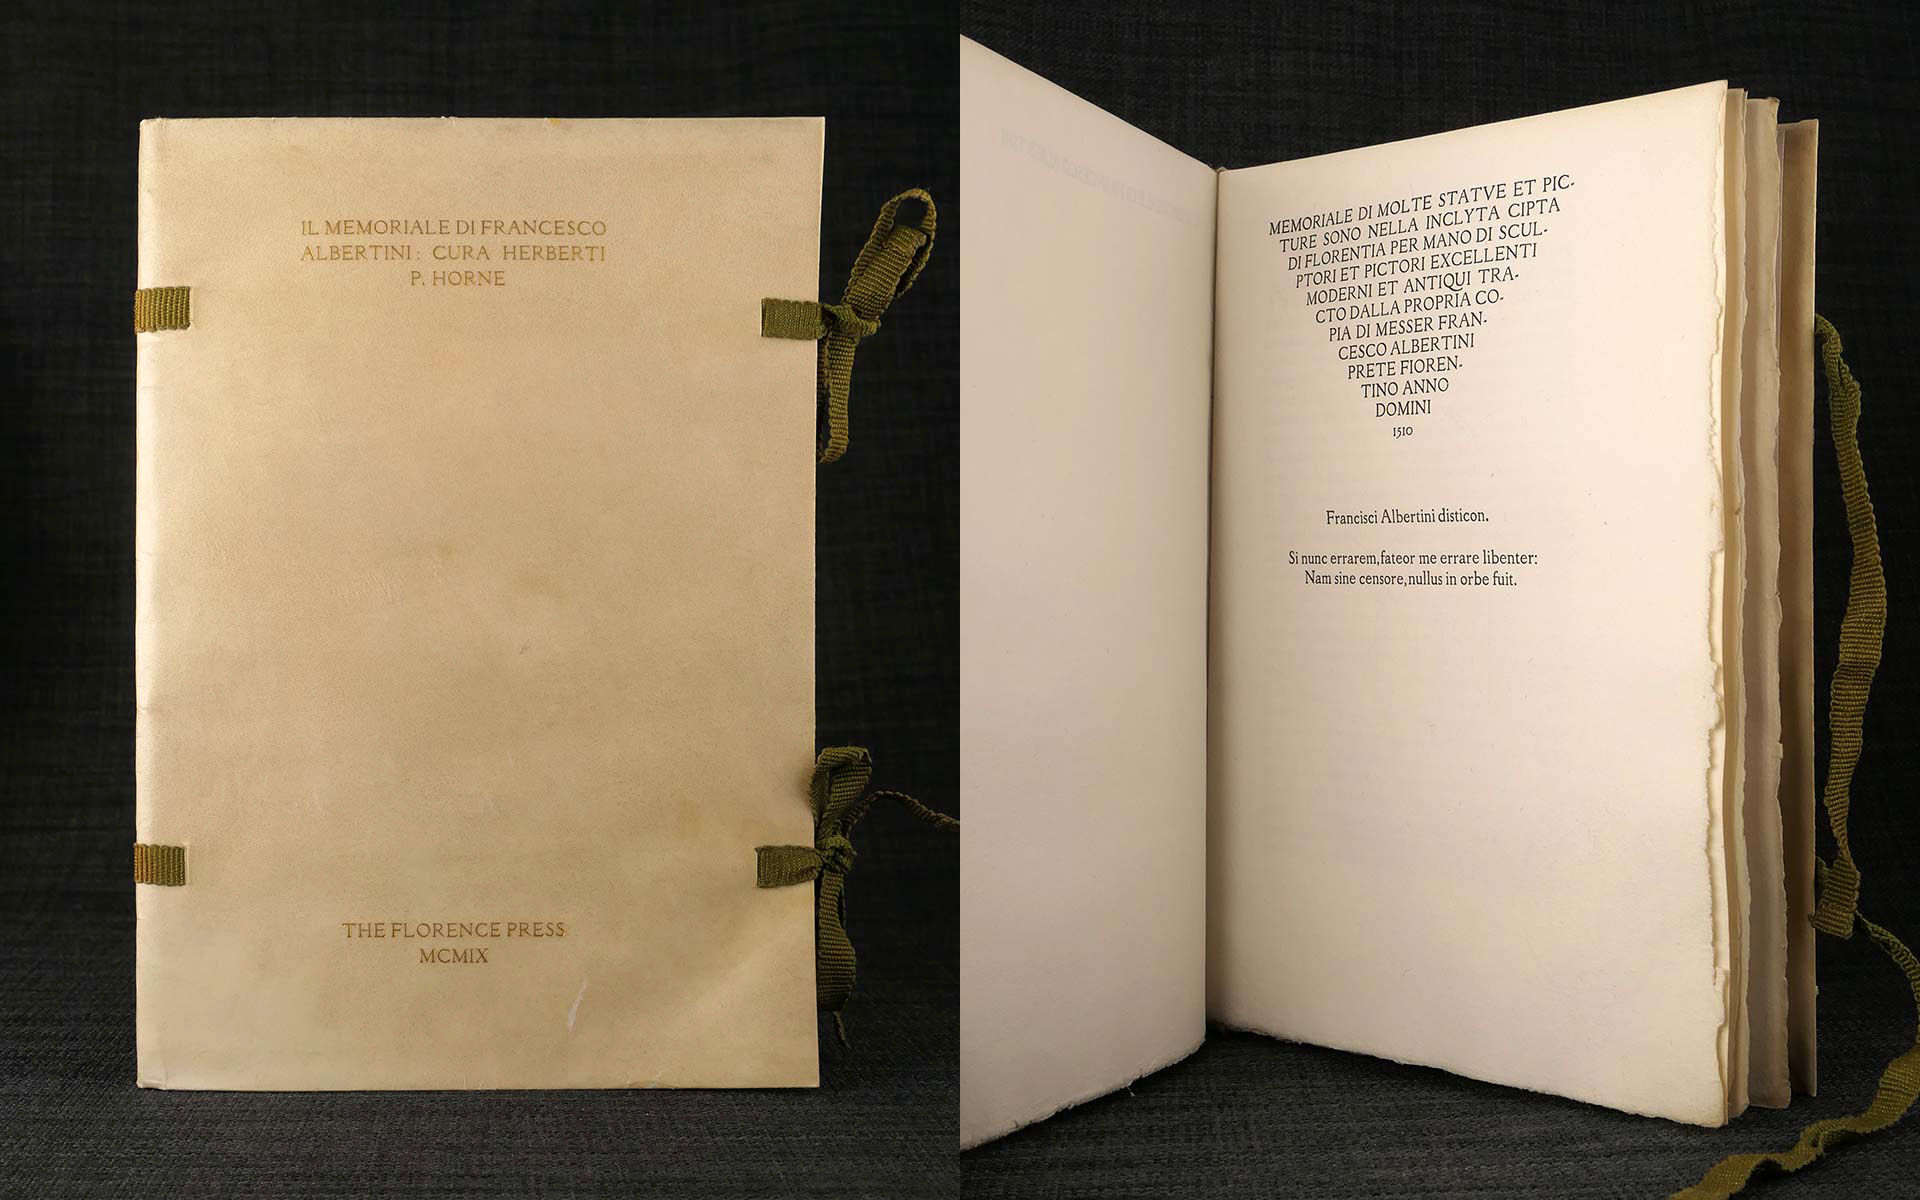 IL MEMORIALE DI FRANCESCO
ALBERTINI: CURA HERBERTI
P. HORNE
THE FLORENCE PRESS
MCMIX
MEMORIALE DI MOLTE STATVE ET PIC-
TURE SONO NELLA INCLYTA CIPTA
DI FLORENTIA PER MANO DI SCUL-
PTORI ET PICTORI EXCELLENTI
MODERNI ET ANTIQUI TRA-
CTO DALLA PROPRIA CO-
PIA DI MESSER FRAN-
CESCO ALBERTINI
PRETE FIOREN-
TINO ANNO
DOMINI
1510
Francisci Albertini disticon.
Si nunc errarem, fateor me errare libenter:
Nam sine censore, nullus in orbe fuit.